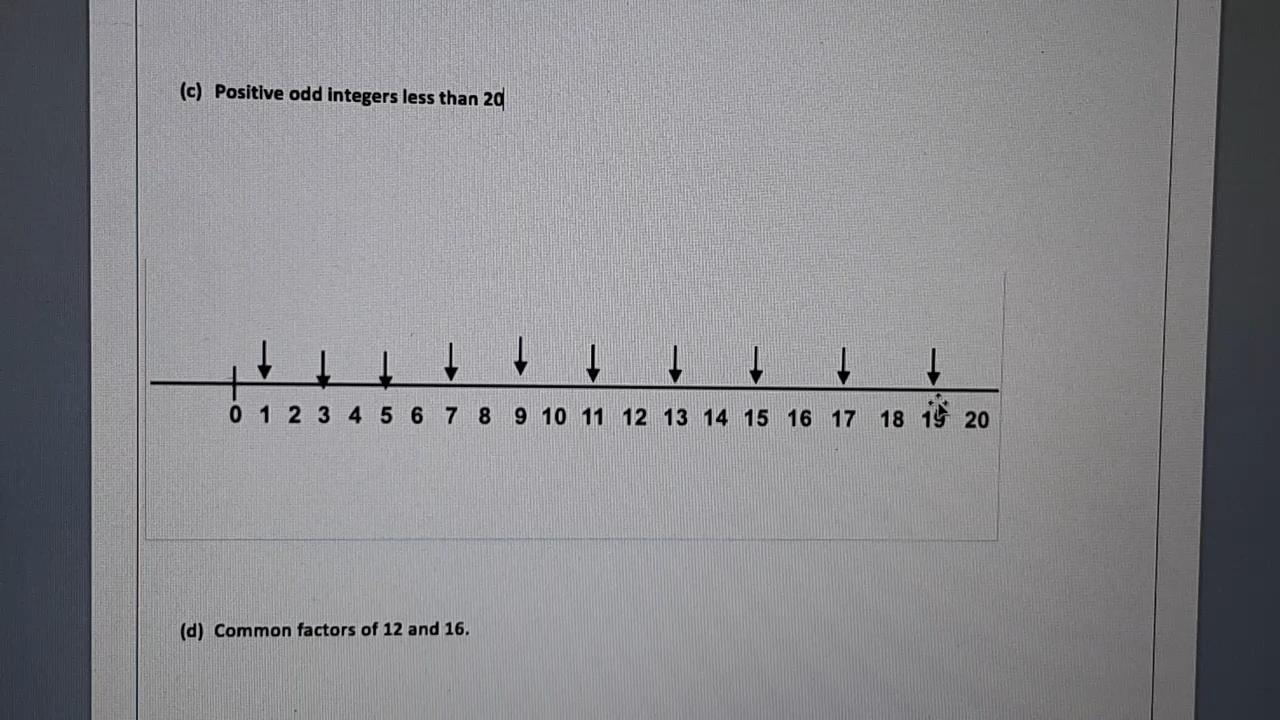 (c) Positive odd integers less than 20
0 1 2 3 4 5 6 7 8 9 10 11 12 13 14 15 16 17 18 19 20
(d) Common factors of 12 and 16.